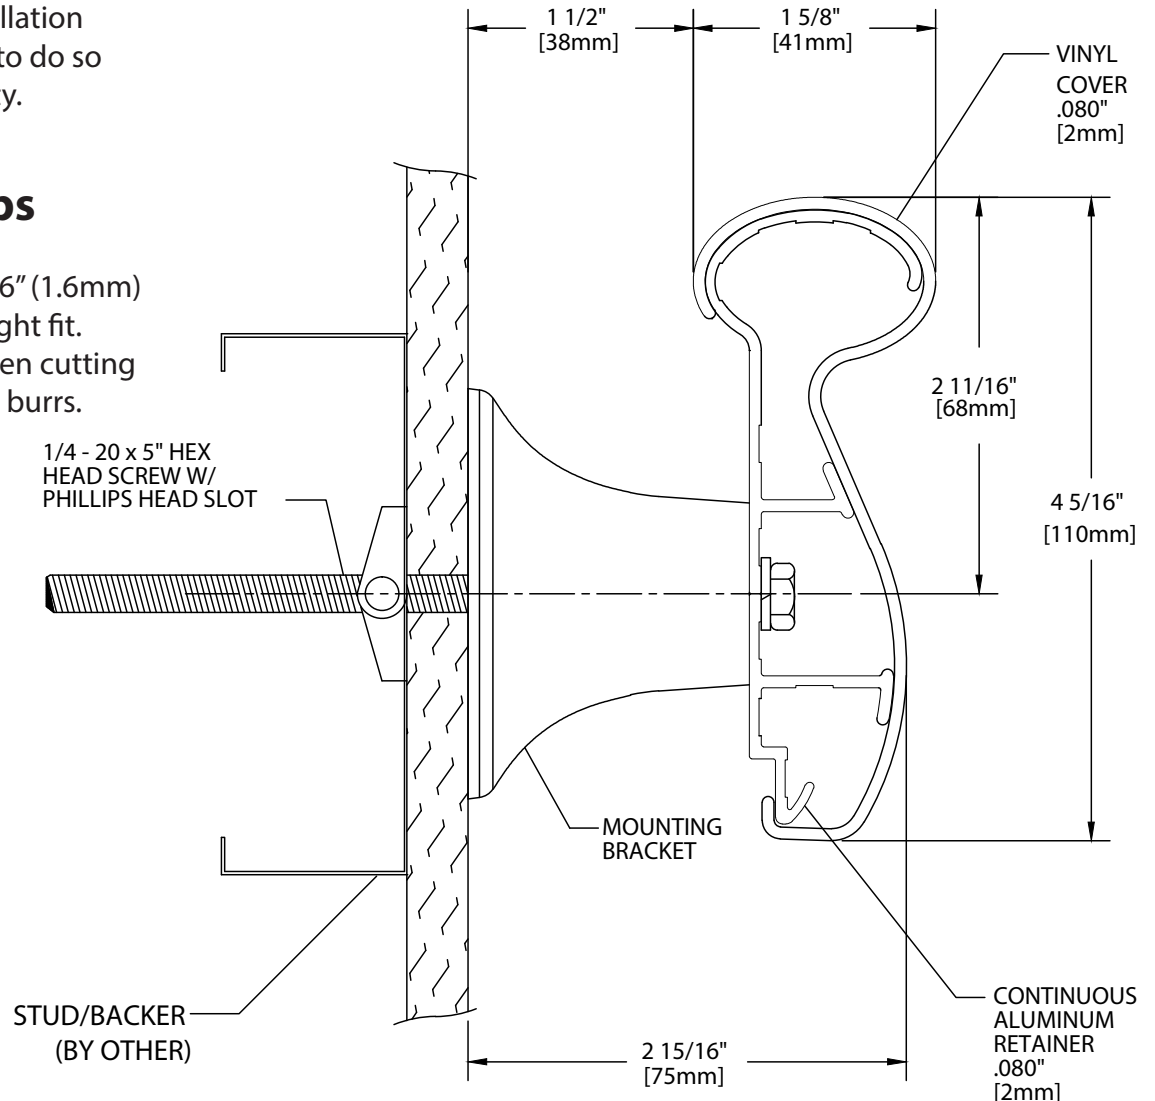 llation
to do so
y.
os
6” (1.6mm)
ght fit.
en cutting
burrs.
1 1/2"
[38mm]
1 5/8"
[41mm]
VINYL
COVER
.080"
[2mm]
2 11/16"
[68mm]
4 5/16"
[110mm]
1/4 - 20 x 5" HEX
HEAD SCREW W/
PHILLIPS HEAD SLOT
MOUNTING
BRACKET
STUD/BACKER
(BY OTHER)
2 15/16"
[75mm]
CONTINUOUS
ALUMINUM
RETAINER
.080"
[2mm]